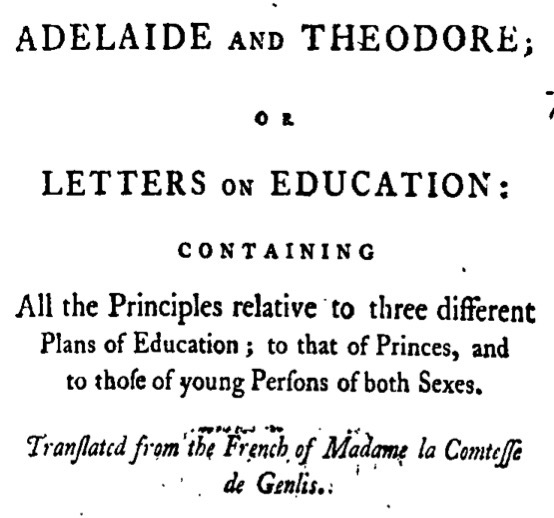 ADELAIDE AND THEODORE;
OR
LETTERS ON EDUCATION:
CONTAINING
All the Principles relative to three different
Plans of Education; to that of Princes, and
to thoſe of young Perſons of both Sexes.
Tranſlated from the French of Madame la Comteſſe
de Genlis.